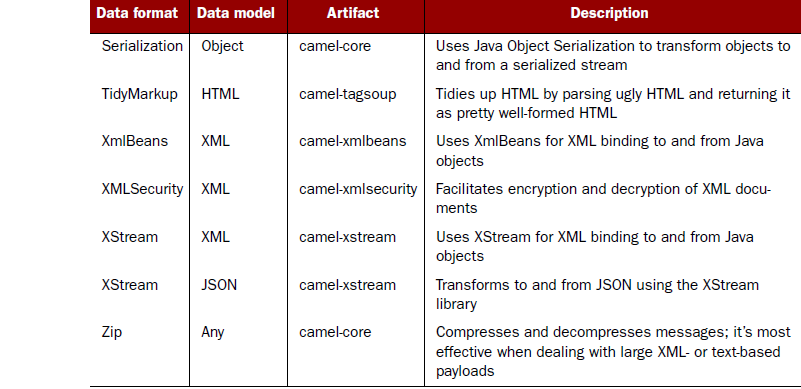 Data format Data model Artifact Description
Serialization Object camel-core Uses Java Object Serialization to transform objects to
and from a serialized stream
TidyMarkup HTML camel-tagsoup Tidies up HTML by parsing ugly HTML and returning it
as pretty well-formed HTML
XmlBeans XML camel-xmlbeans Uses XmlBeans for XML binding to and from Java
objects
XMLSecurity XML camel-xmlsecurity Facilitates encryption and decryption of XML docu-
ments
XStream XML camel-xstream Uses XStream for XML binding to and from Java
objects
XStream JSON camel-xstream Transforms to and from JSON using the XStream
library
Zip Any camel-core Compresses and decompresses messages; it's most
effective when dealing with large XML- or text-based
payloads